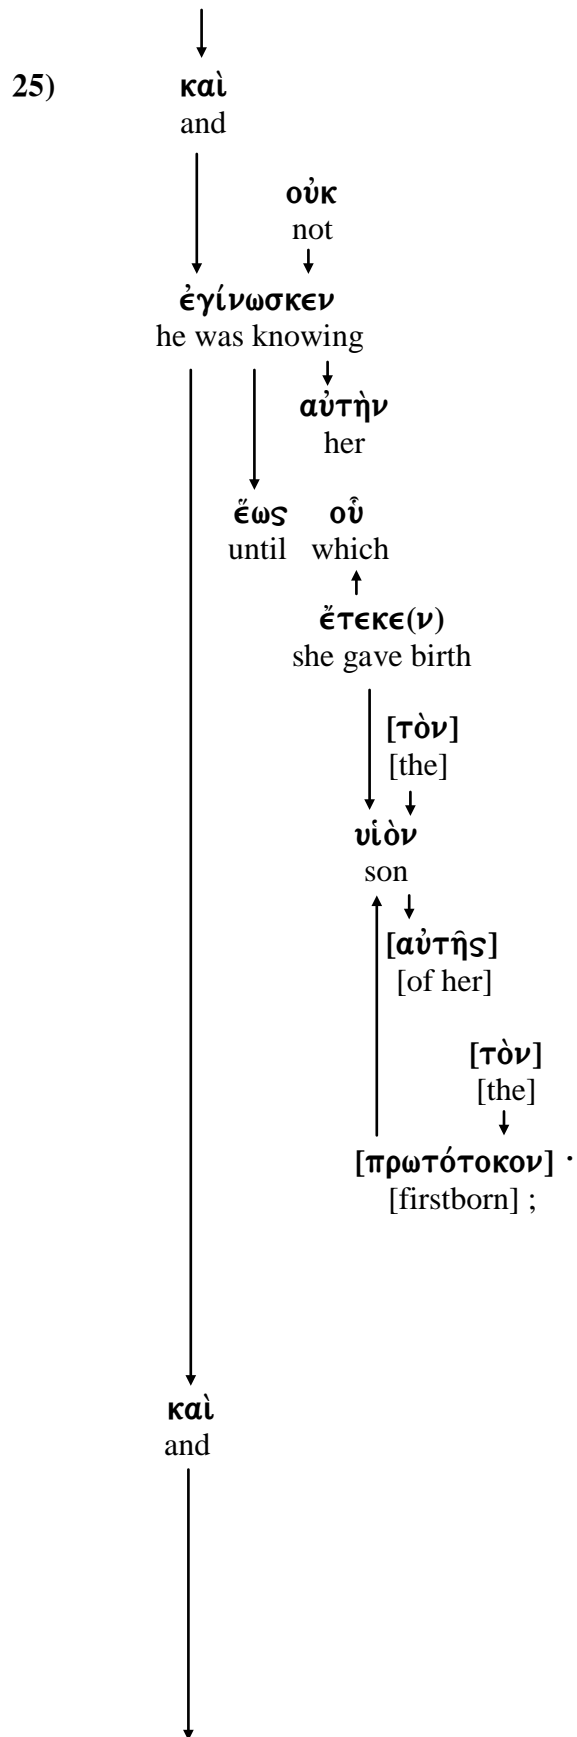 25) καὶ
and
οὐκ
not
ἐγίνωσκεν
he was knowing
αὐτὴν
her
ἕως οὗ
until which
ἔτεκε(ν)
she gave birth
[τὸν]
[the]
υἱὸν
son
[αὐτῆς]
[of her]
[τὸν]
[the]
[πρωτότοκον] ·
[firstborn] ;
καὶ
and